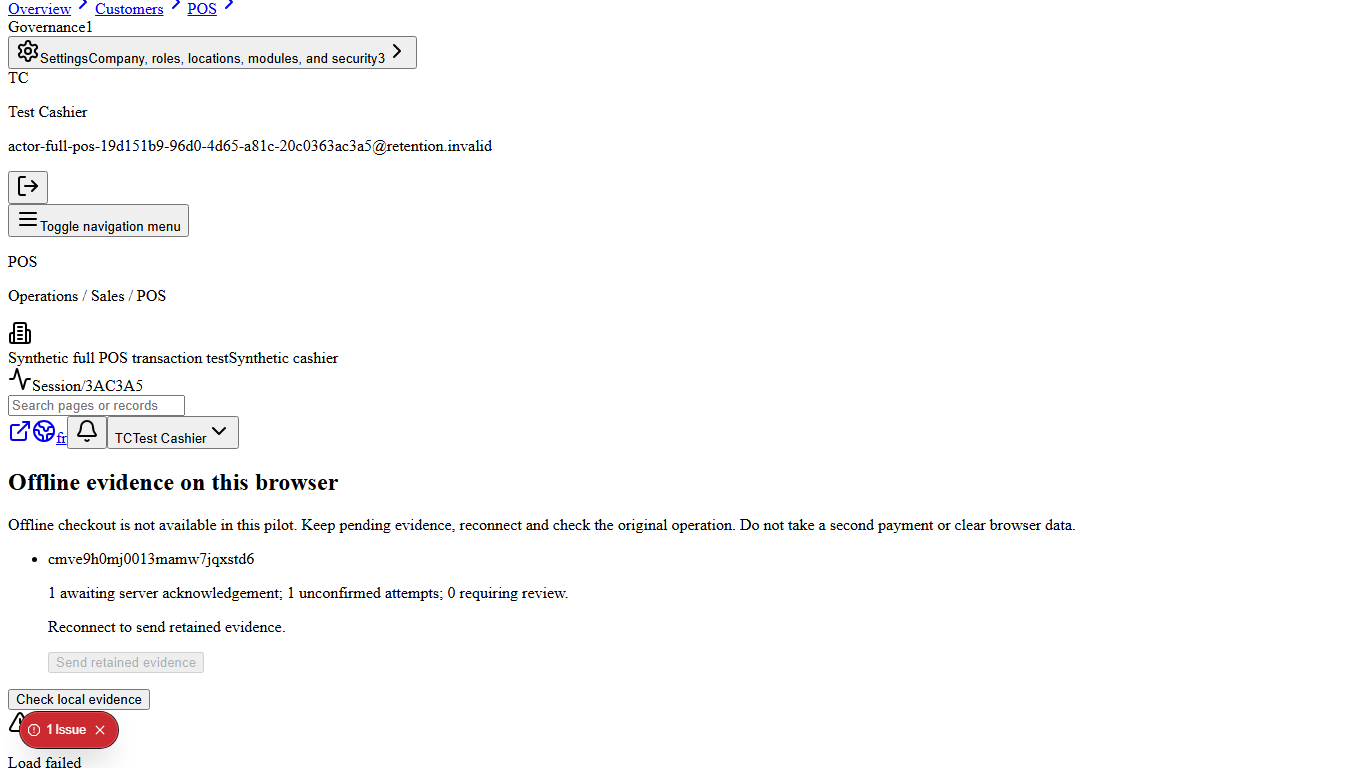 Overview Customers POS
Governance1
SettingsCompany, roles, locations, modules, and security3
TC
Test Cashier
actor-full-pos-19d151b9-96d0-4d65-a81c-20c0363ac3a5@retention.invalid
Toggle navigation menu
POS
Operations / Sales / POS
Synthetic full POS transaction testSynthetic cashier
Session/3AC3A5
Search pages or records
fr TCTest Cashier
Offline evidence on this browser
Offline checkout is not available in this pilot. Keep pending evidence, reconnect and check the original operation. Do not take a second payment or clear browser data.
cmve9h0mj0013mamw7jqxstd6
1 awaiting server acknowledgement; 1 unconfirmed attempts; 0 requiring review.
Reconnect to send retained evidence.
Send retained evidence
Check local evidence
1 Issue
Load failed